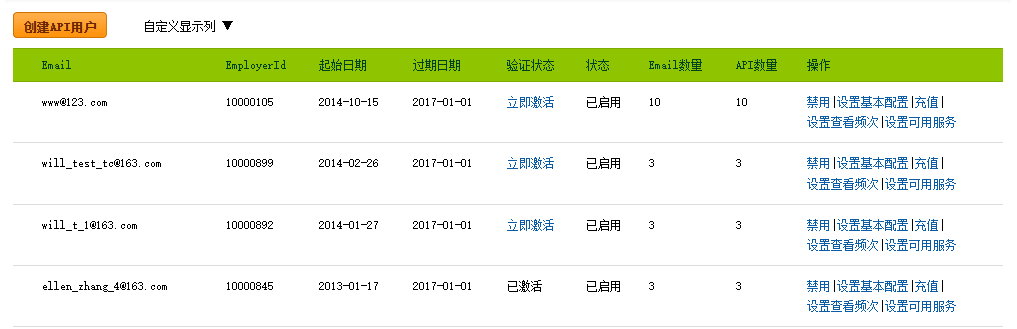 创建API用户 自定义显示列 ▼
Email EmployerId 起始日期 过期日期 验证状态 状态 Email数量 API数量 操作
www@123.com 10000105 2014-10-15 2017-01-01 立即激活 已启用 10 10 禁用|设置基本配置|充值|
设置查看频次|设置可用服务
will_test_tc@163.com 10000899 2014-02-26 2017-01-01 立即激活 已启用 3 3 禁用|设置基本配置|充值|
设置查看频次|设置可用服务
will_t_1@163.com 10000892 2014-01-27 2017-01-01 立即激活 已启用 3 3 禁用|设置基本配置|充值|
设置查看频次|设置可用服务
ellen_zhang_4@163.com 10000845 2013-01-17 2017-01-01 已激活 已启用 3 3 禁用|设置基本配置|充值|
设置查看频次|设置可用服务